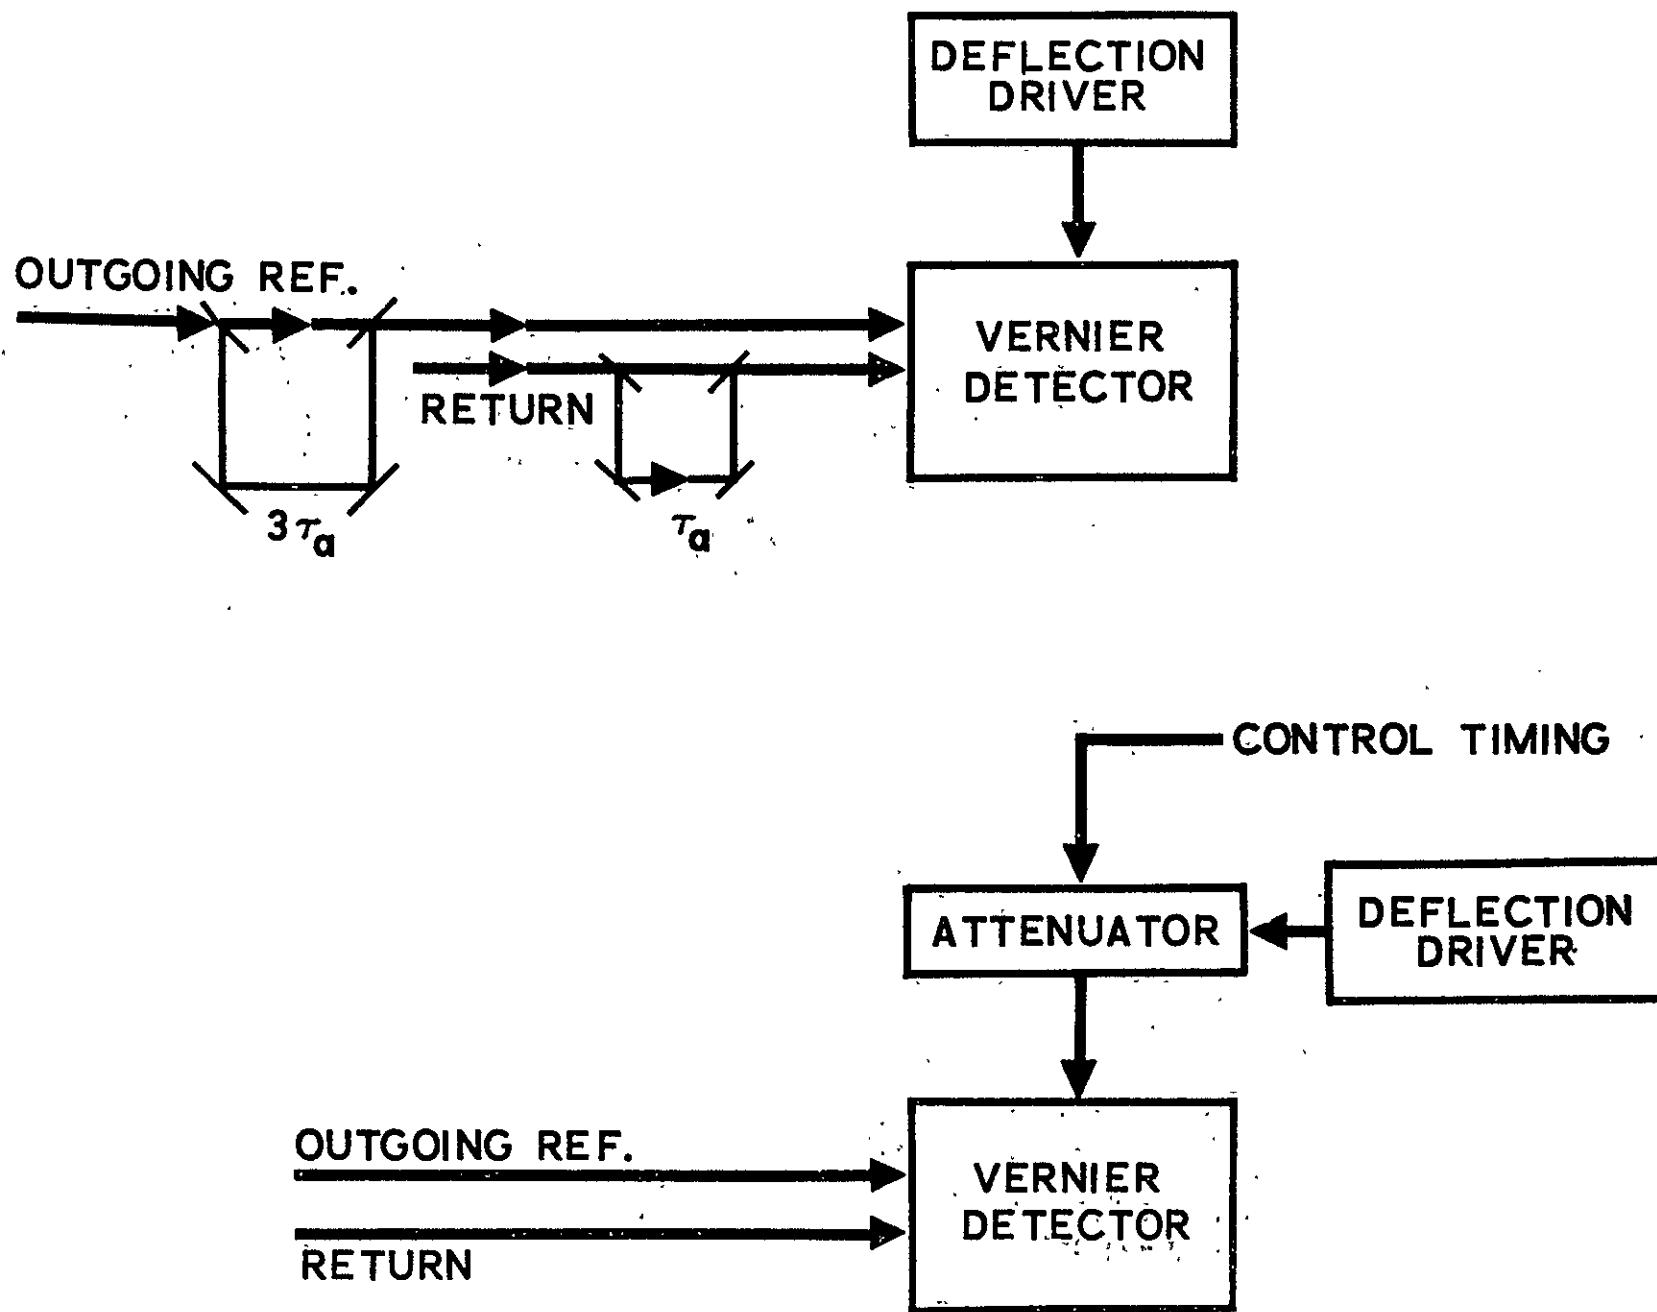 DEFLECTION
DRIVER
OUTGOING REF.
VERNIER
DETECTOR
RETURN
3τa
τa
CONTROL TIMING
ATTENUATOR
DEFLECTION
DRIVER
OUTGOING REF.
VERNIER
DETECTOR
RETURN